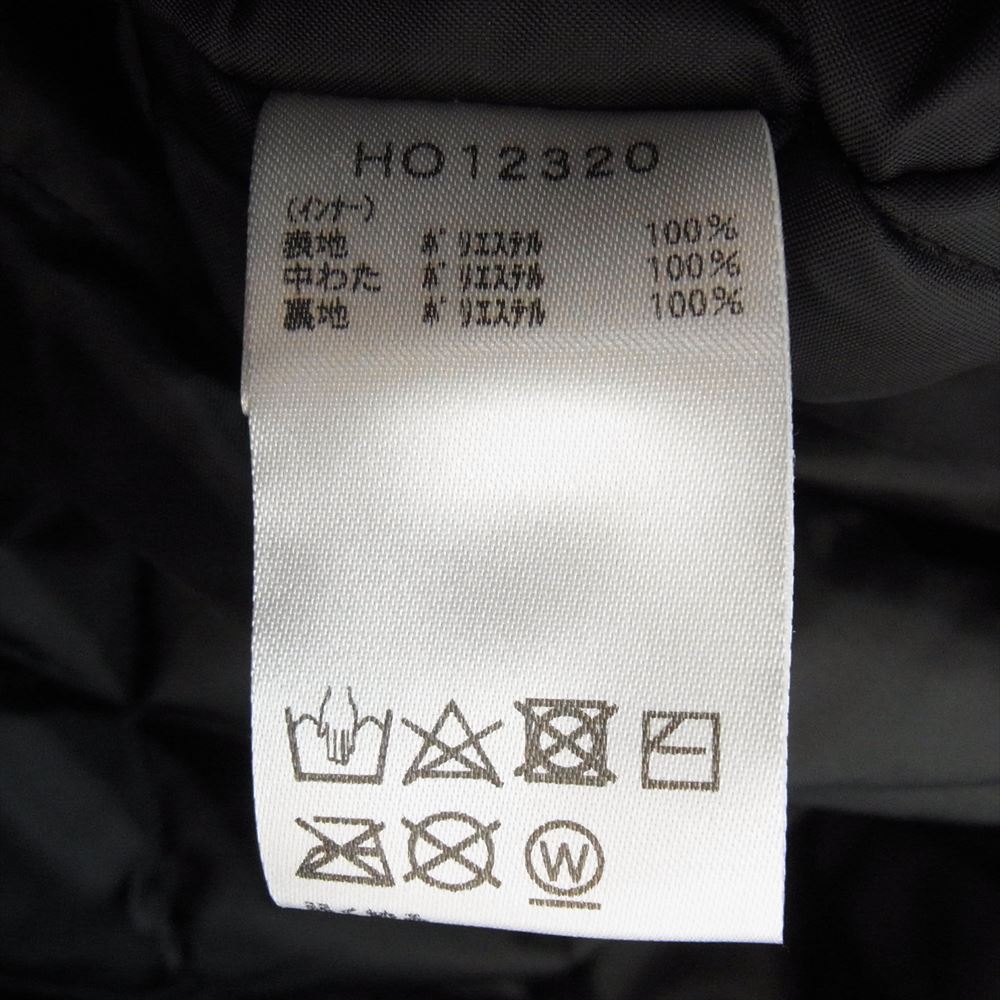 HO12320
(インナー)
表地 ポリエステル 100%
中わた ポリエステル 100%
裏地 ポリエステル 100%
W